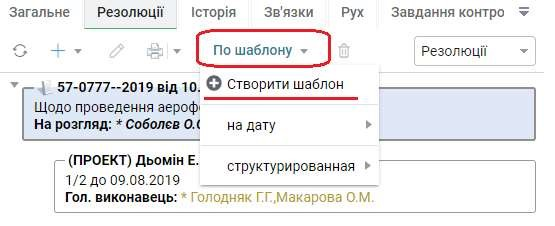 Загальне Резолюції Історія Зв'язки Рух Завдання контро
По шаблону Резолюції
57-0777--2019 від 10.
Щодо проведення аероф
На розгляд: * Соболєв О.
Створити шаблон
на дату
структурированная
(ПРОЕКТ) Дьомін Е.
1/2 до 09.08.2019
Гол. виконавець: * Голодняк Г.Г.,Макарова О.М.